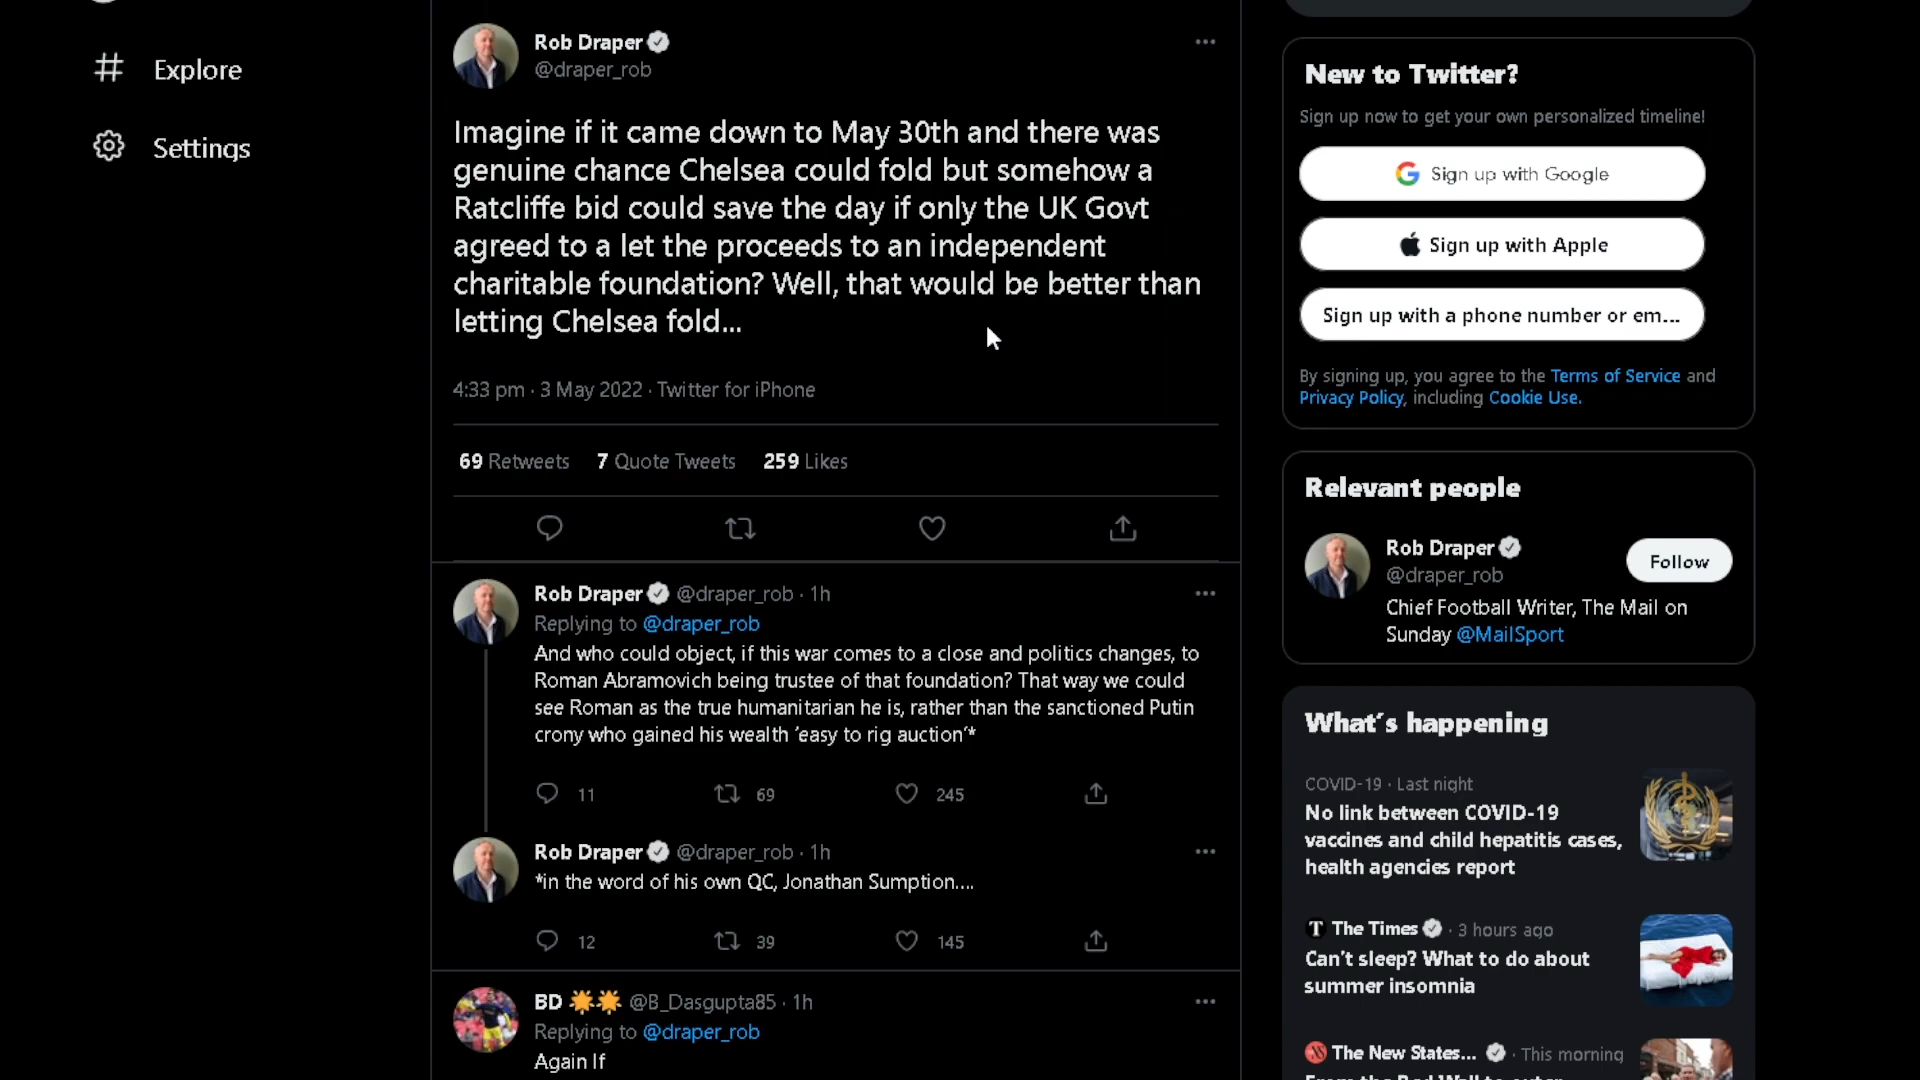 Explore
Settings
Rob Draper
@draper_rob
Imagine if it came down to May 30th and there was
genuine chance Chelsea could fold but somehow a
Ratcliffe bid could save the day if only the UK Govt
agreed to a let the proceeds to an independent
charitable foundation? Well, that would be better than
letting Chelsea fold...
4:33 pm · 3 May 2022 · Twitter for iPhone
69 Retweets 7 Quote Tweets 259 Likes
Rob Draper @draper_rob · 1h
Replying to @draper_rob
And who could object, if this war comes to a close and politics changes, to
Roman Abramovich being trustee of that foundation? That way we could
see Roman as the true humanitarian he is, rather than the sanctioned Putin
crony who gained his wealth 'easy to rig auction'*
11 69 245
Rob Draper @draper_rob · 1h
*in the word of his own QC, Jonathan Sumption....
12 39 145
BD @B_Dasgupta85 · 1h
Replying to @draper_rob
Again If
New to Twitter?
Sign up now to get your own personalized timeline!
Sign up with Google
Sign up with Apple
Sign up with a phone number or em...
By signing up, you agree to the Terms of Service and
Privacy Policy, including Cookie Use.
Relevant people
Rob Draper
@draper_rob
Follow
Chief Football Writer, The Mail on
Sunday @MailSport
What's happening
COVID-19 · Last night
No link between COVID-19
vaccines and child hepatitis cases,
health agencies report
The Times · 3 hours ago
Can't sleep? What to do about
summer insomnia
The New States... · This morning